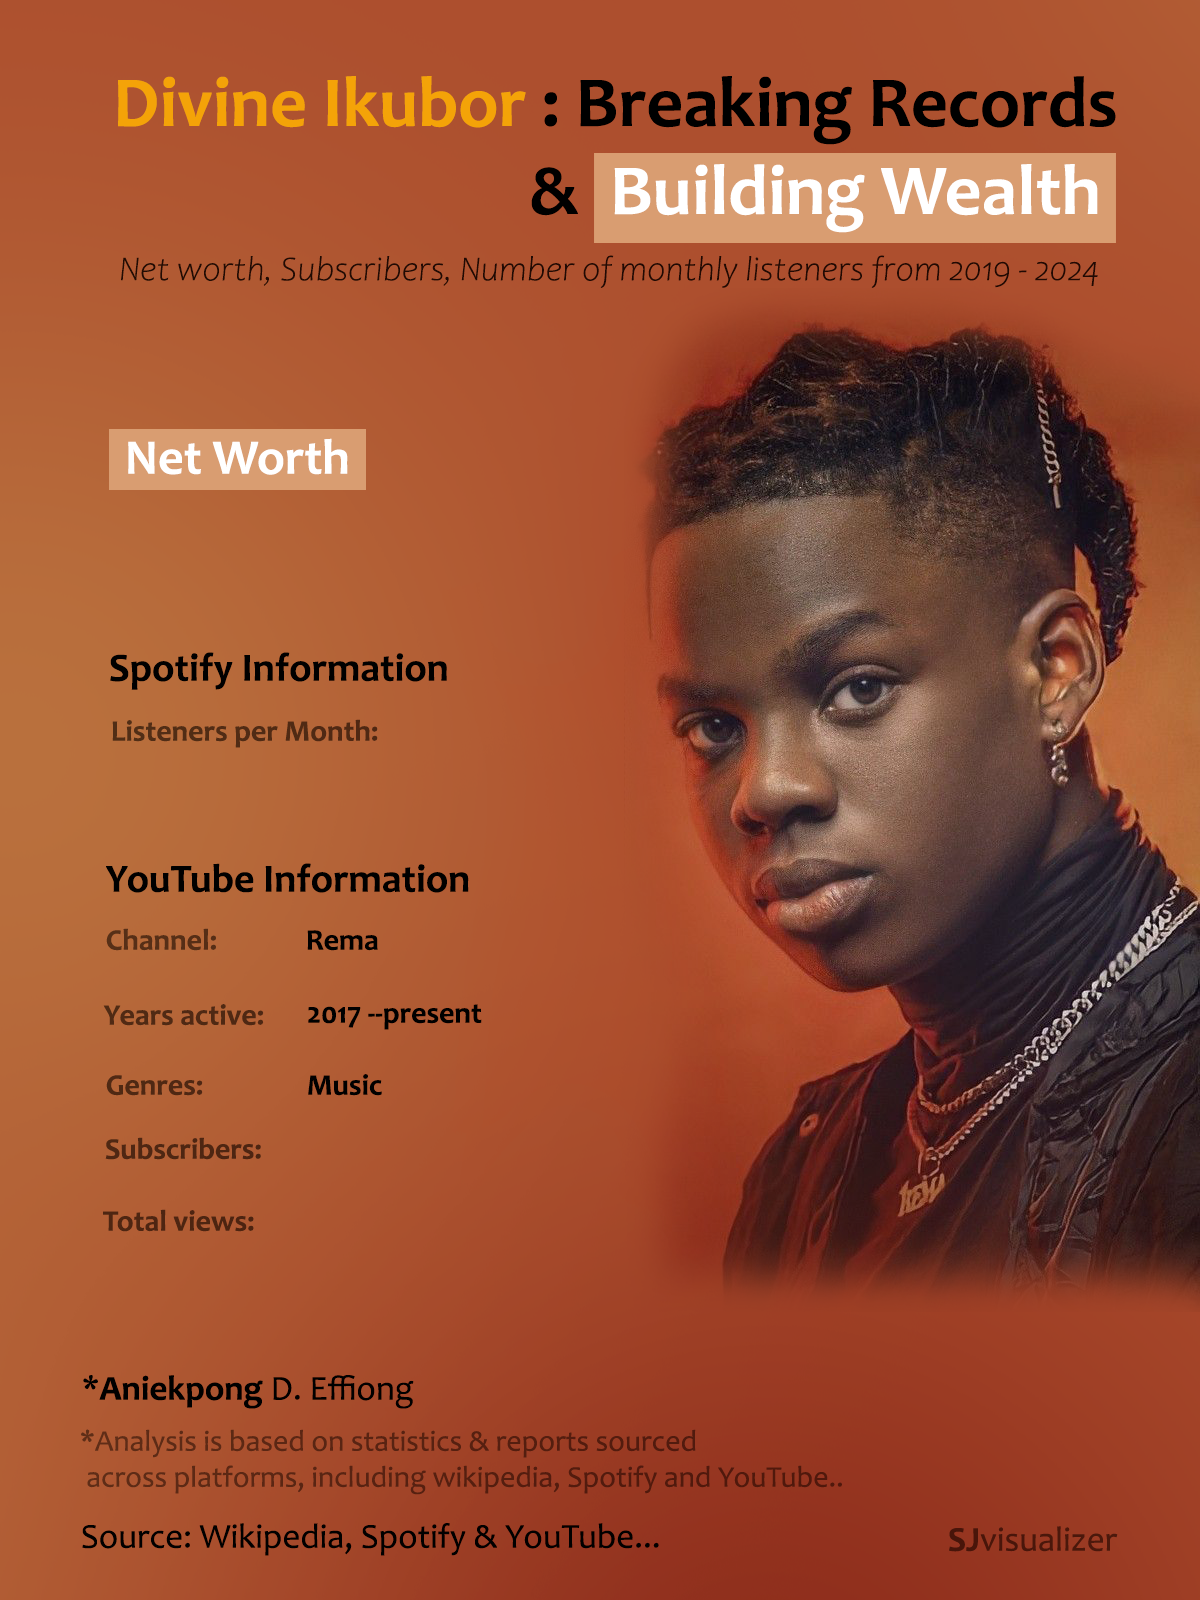 Divine Ikubor : Breaking Records
& Building Wealth
Net worth, Subscribers, Number of monthly listeners from 2019 - 2024
Net Worth
Spotify Information
Listeners per Month:
YouTube Information
Channel: Rema
Years active: 2017 --present
Genres: Music
Subscribers:
Total views:
*Aniekpong D. Effiong
*Analysis is based on statistics & reports sourced
across platforms, including wikipedia, Spotify and YouTube..
Source: Wikipedia, Spotify & YouTube...
SJvisualizer